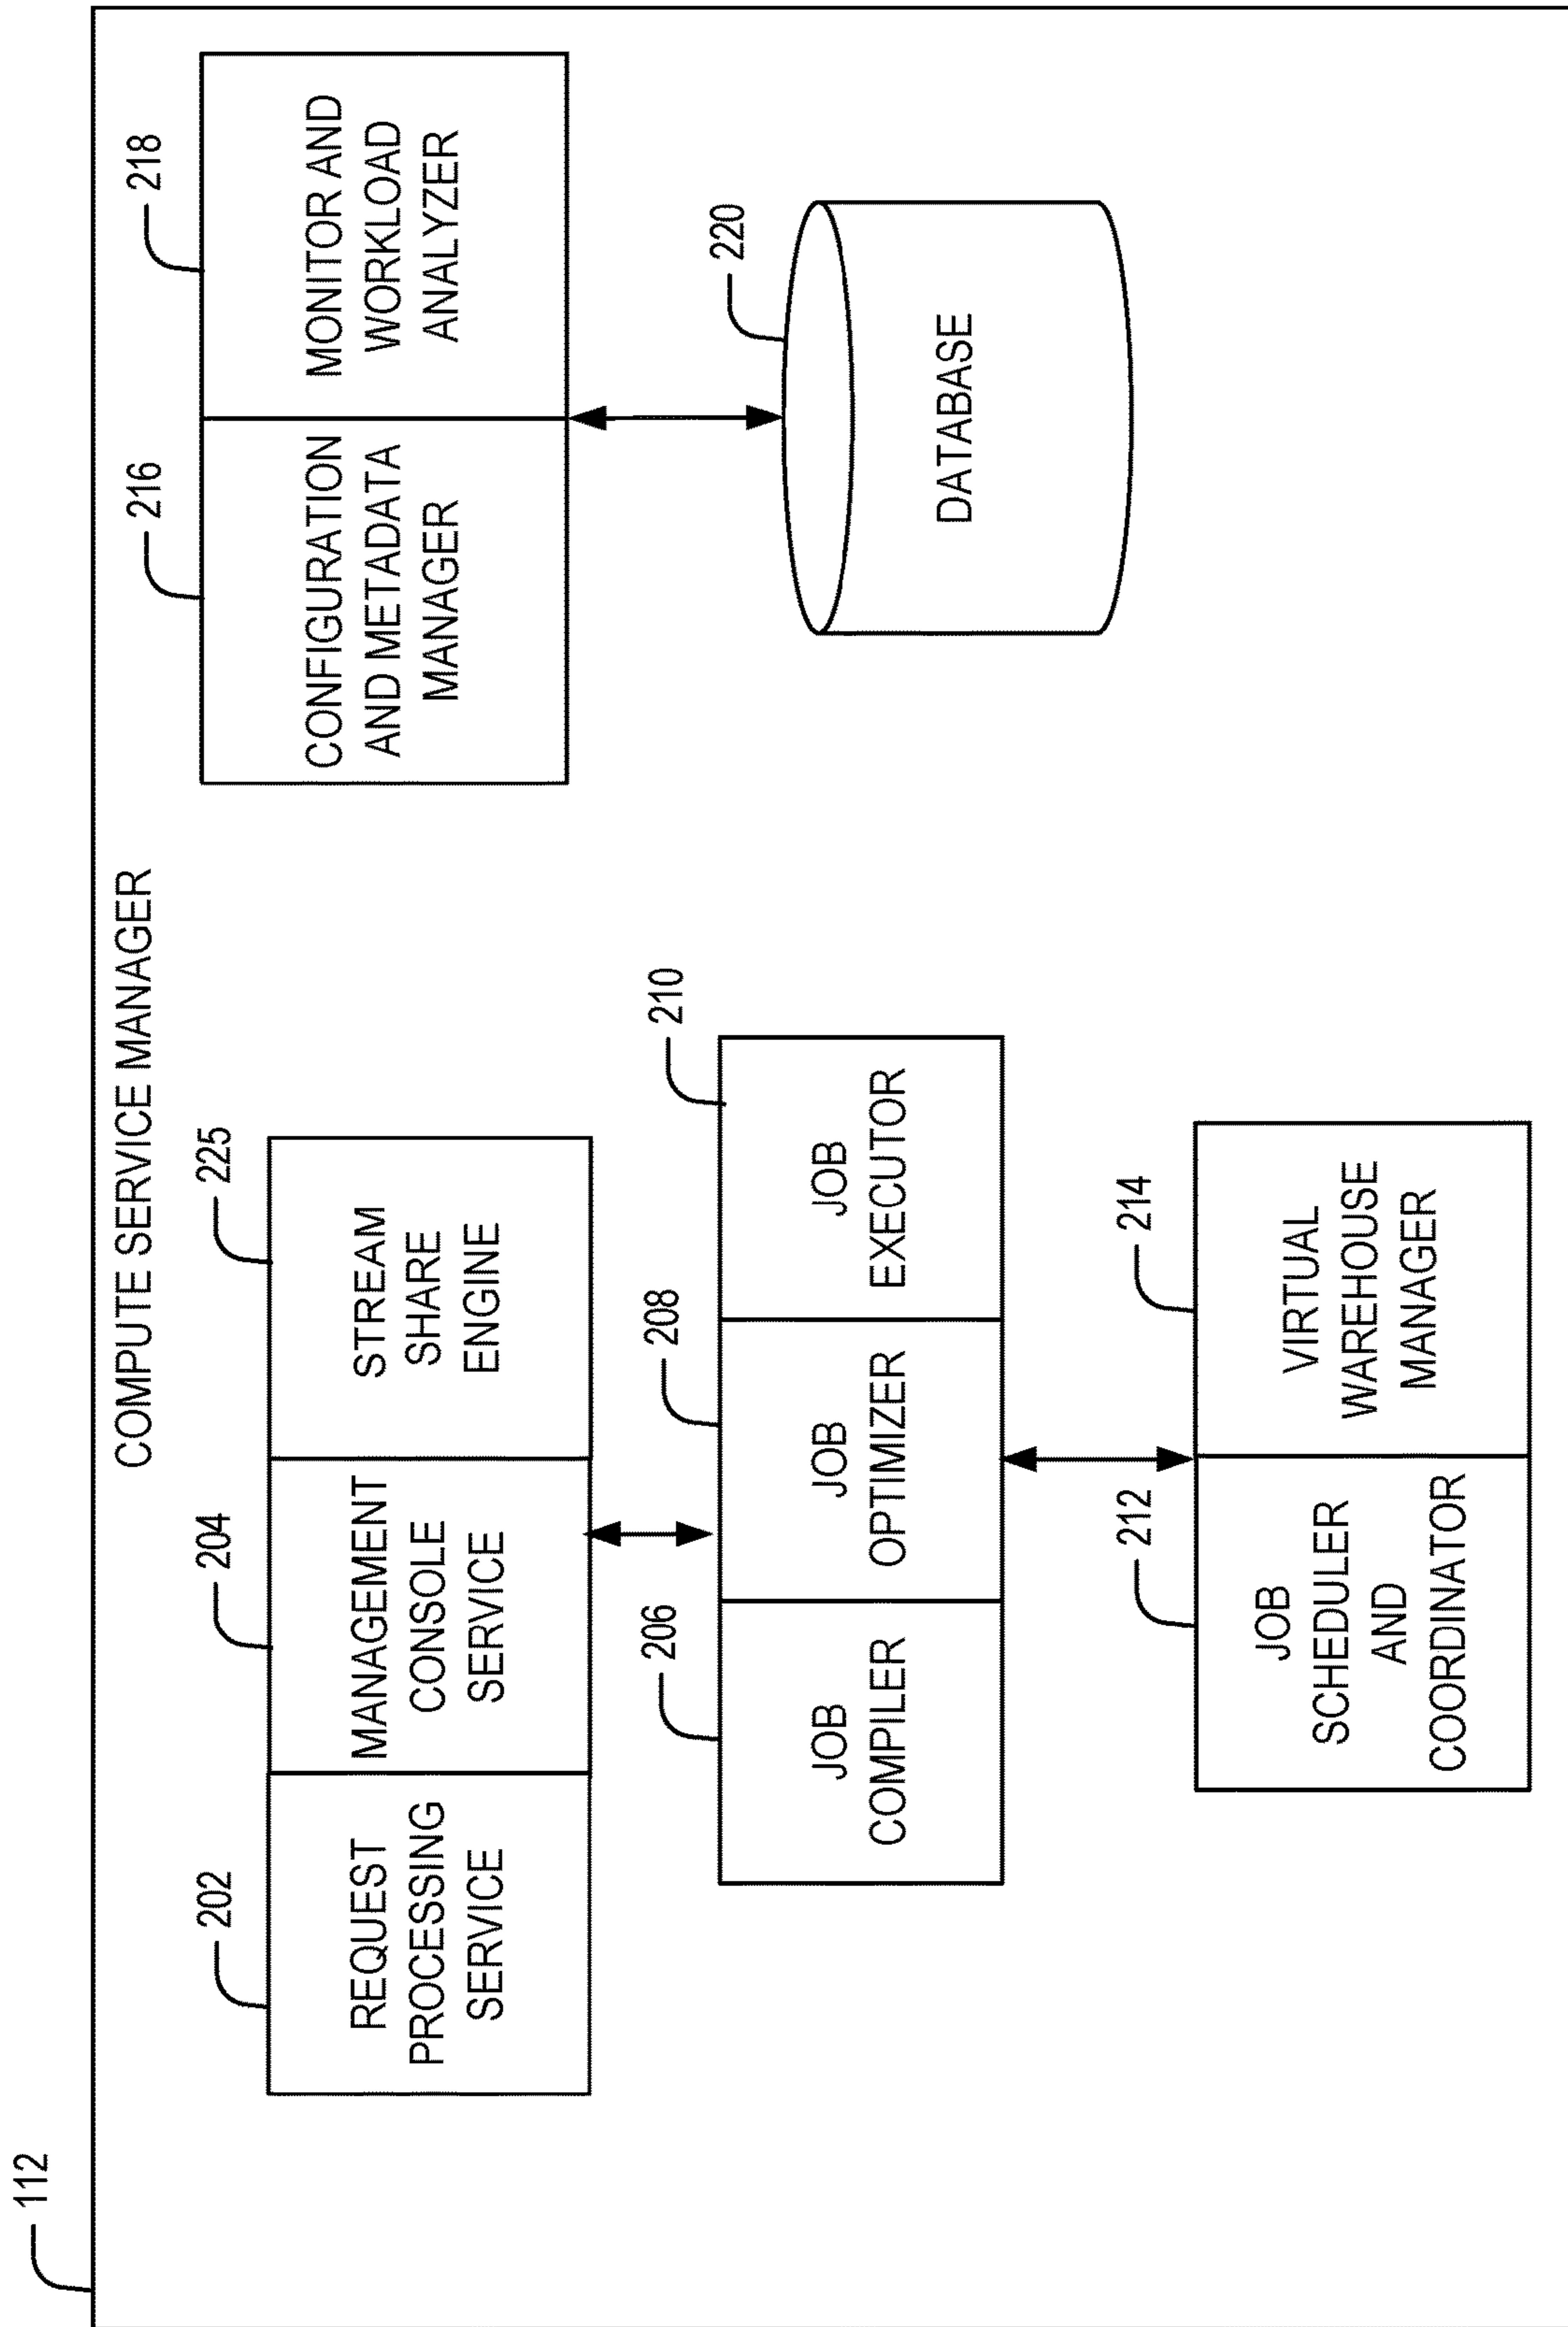 112
COMPUTE SERVICE MANAGER
202
REQUEST
PROCESSING
SERVICE
204
MANAGEMENT
CONSOLE
SERVICE
225
STREAM
SHARE
ENGINE
206
JOB
COMPILER
208
JOB
OPTIMIZER
210
JOB
EXECUTOR
212
JOB
SCHEDULER
AND
COORDINATOR
214
VIRTUAL
WAREHOUSE
MANAGER
216
CONFIGURATION
AND METADATA
MANAGER
218
MONITOR AND
WORKLOAD
ANALYZER
220
DATABASE